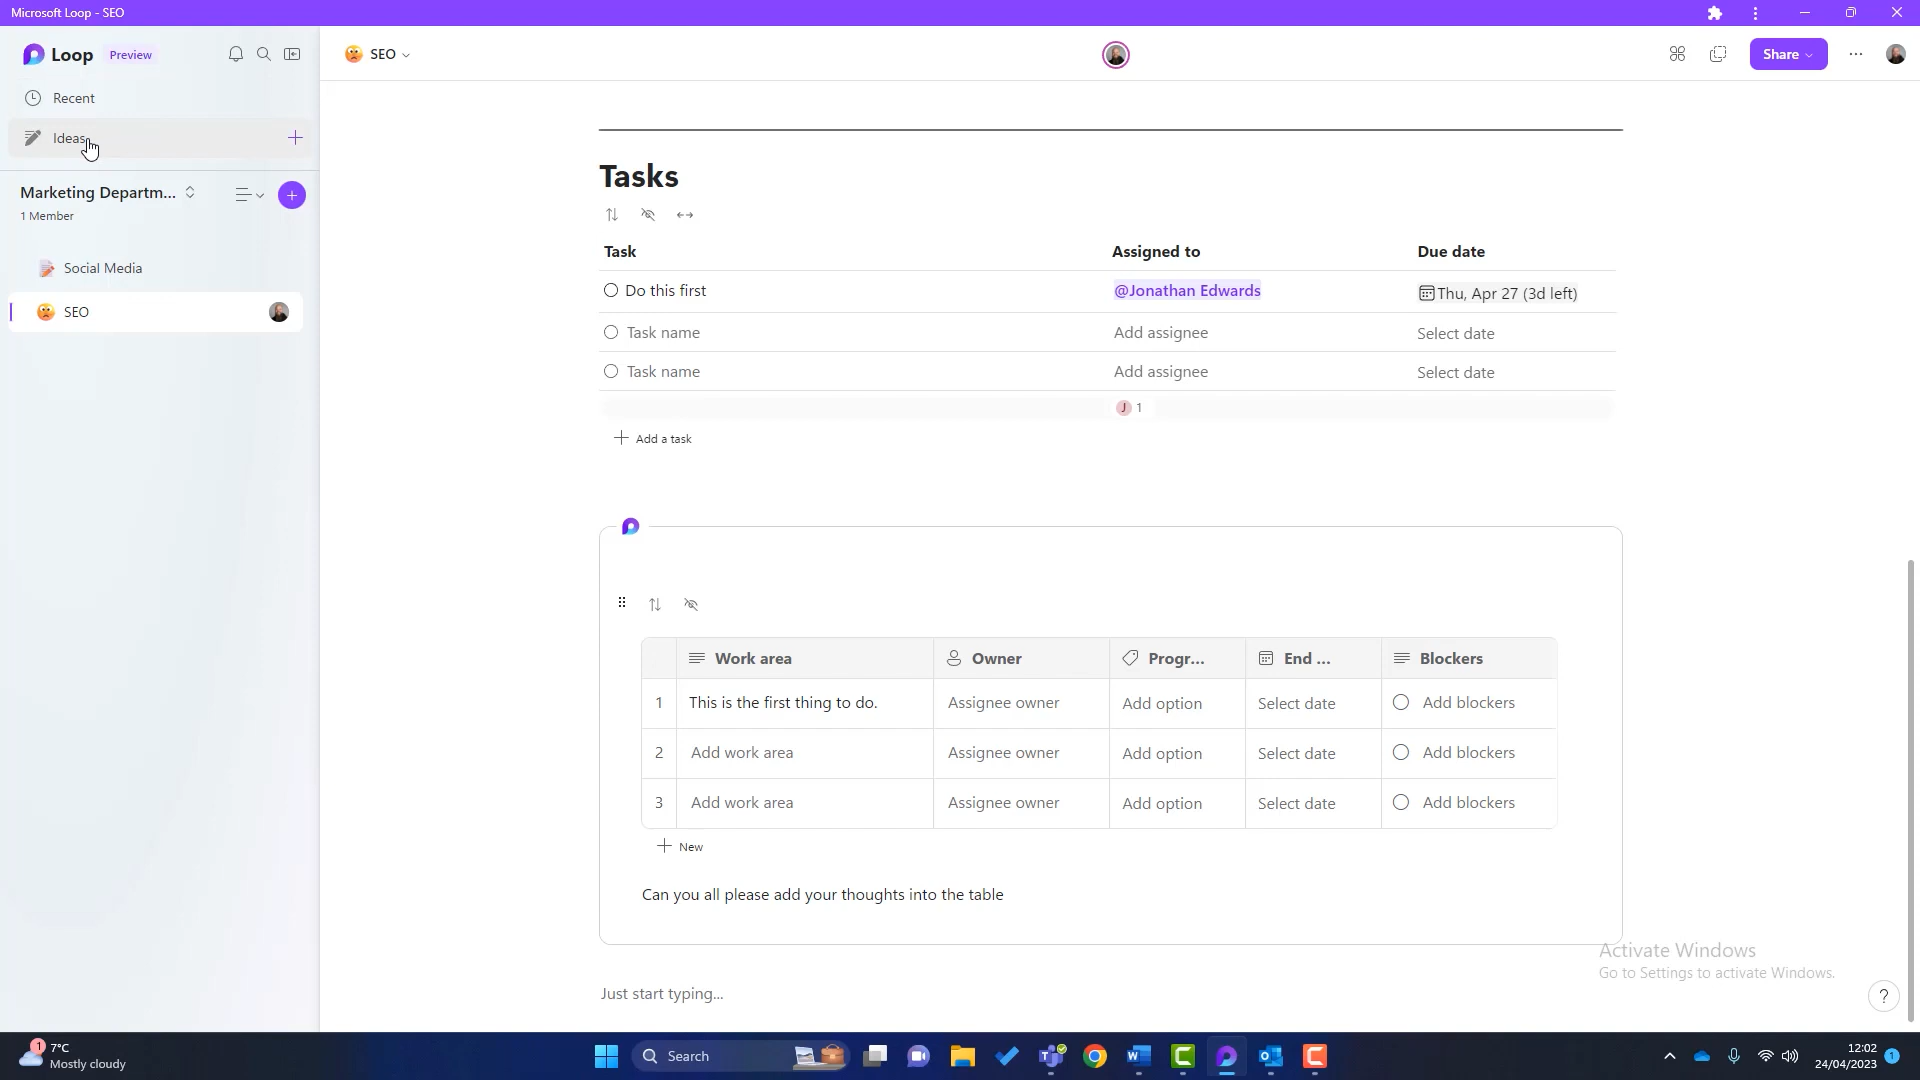 Microsoft Loop - SEO
Loop Preview
Recent
Ideas
Marketing Departm...
1 Member
Social Media
SEO
SEO
Share
Tasks
Task Assigned to Due date
Do this first @Jonathan Edwards Thu, Apr 27 (3d left)
Task name Add assignee Select date
Task name Add assignee Select date
J 1
Add a task
Work area Owner Progr... End ... Blockers
1 This is the first thing to do. Assignee owner Add option Select date Add blockers
2 Add work area Assignee owner Add option Select date Add blockers
3 Add work area Assignee owner Add option Select date Add blockers
New
Can you all please add your thoughts into the table
Just start typing...
Activate Windows
Go to Settings to activate Windows.
?
1 7°C
Mostly cloudy
Search
12:02
24/04/2023
1